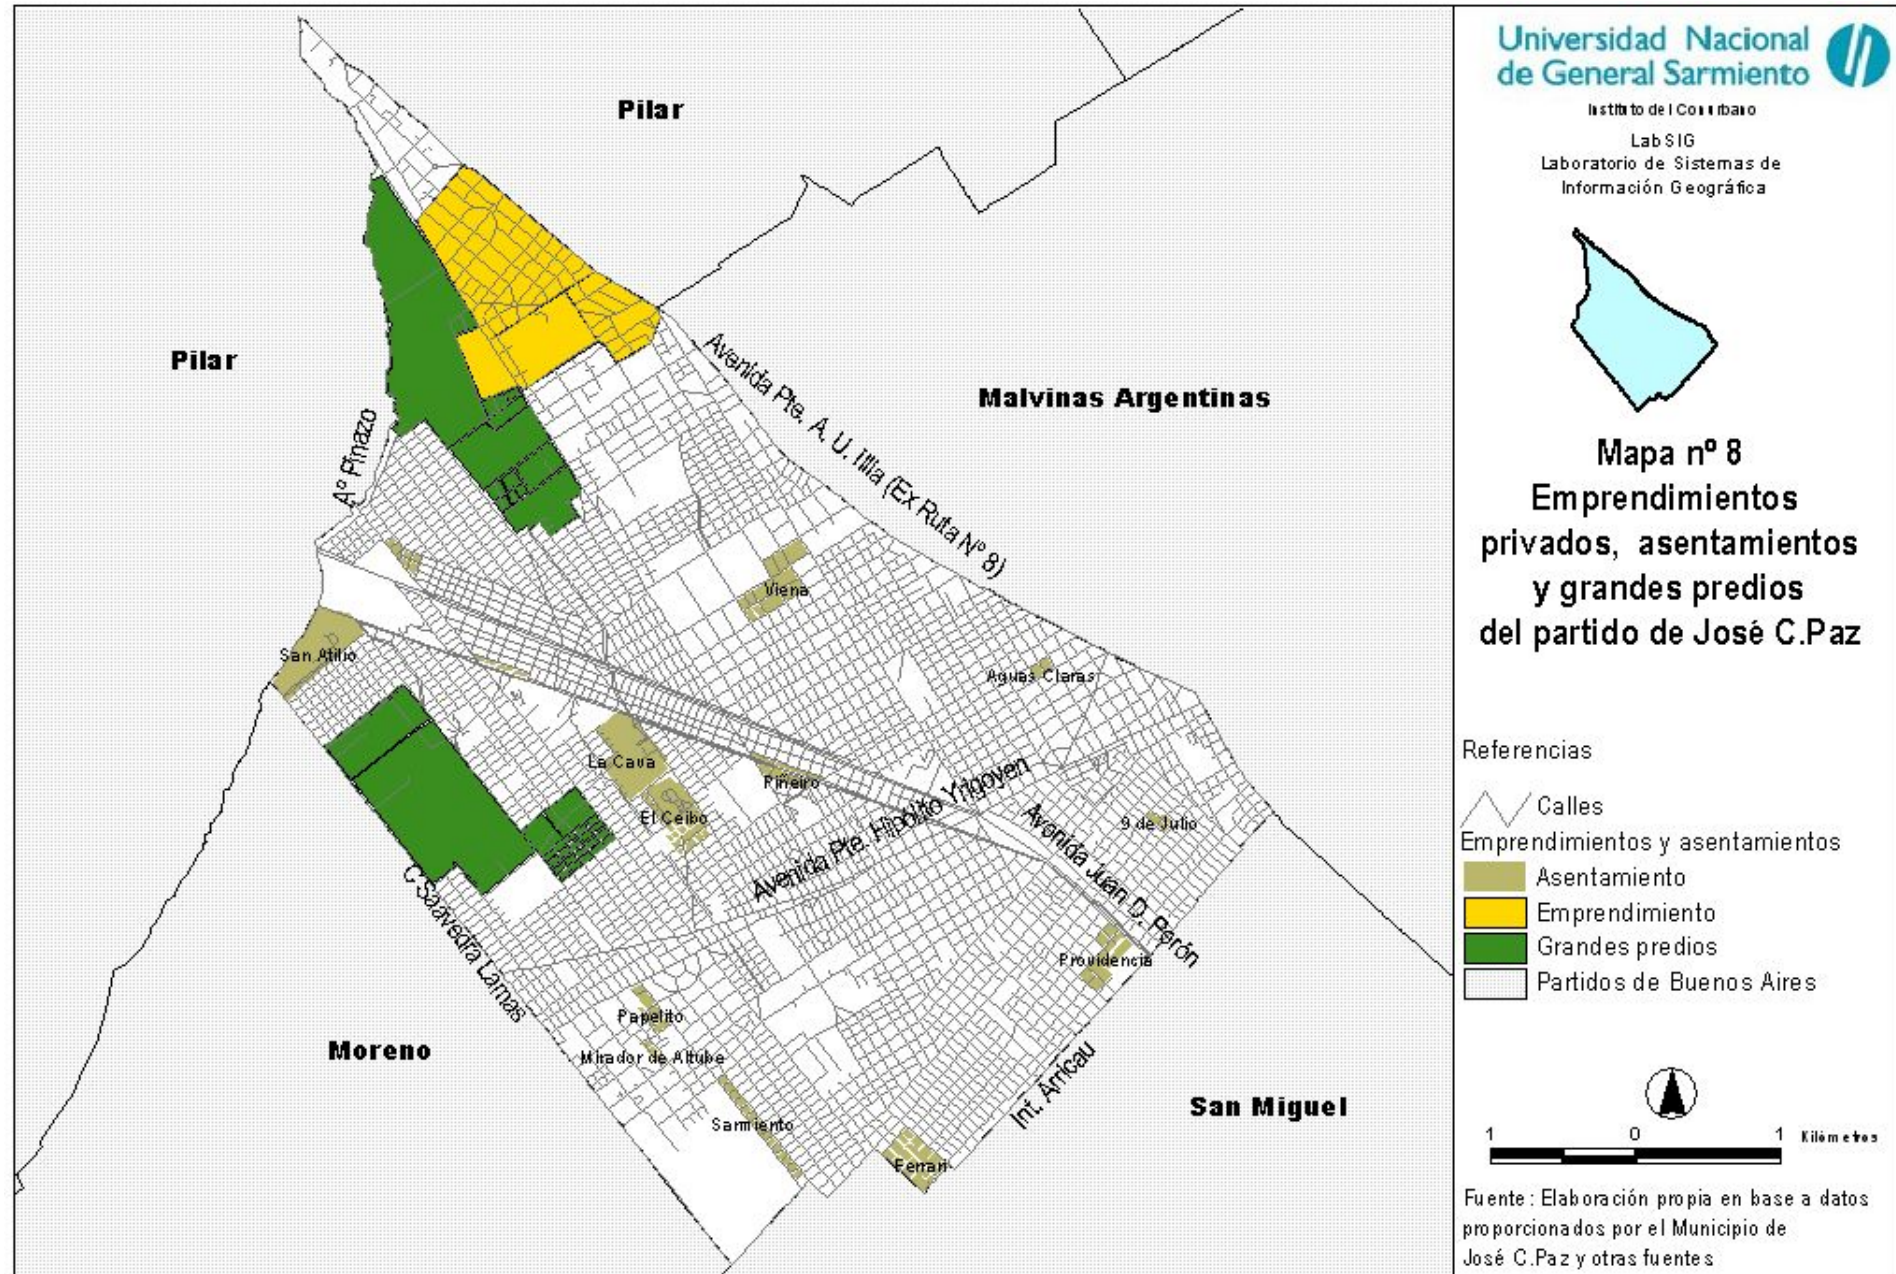 Pilar
Pilar
Malvinas Argentinas
Moreno
San Miguel
Aº Pinazo
Avenida Pte. A. U. Illia (Ex Ruta Nº 8)
Viena
San Atilio
Aguas Claras
La Cava
Piñeiro
El Ceibo
Avenida Pte. Hipólito Yrigoyen
Avenida Juan D. Perón
9 de Julio
C Saavedra Lamas
Providencia
Papelito
Mirador de Altube
Sarmiento
Int. Arricau
Ferrari
Universidad Nacional
de General Sarmiento
Instituto del Conurbano
LabSIG
Laboratorio de Sistemas de
Información Geográfica
Mapa nº 8
Emprendimientos
privados, asentamientos
y grandes predios
del partido de José C.Paz
Referencias
Calles
Emprendimientos y asentamientos
Asentamiento
Emprendimiento
Grandes predios
Partidos de Buenos Aires
1 0 1 Kilómetros
Fuente: Elaboración propia en base a datos
proporcionados por el Municipio de
José C.Paz y otras fuentes